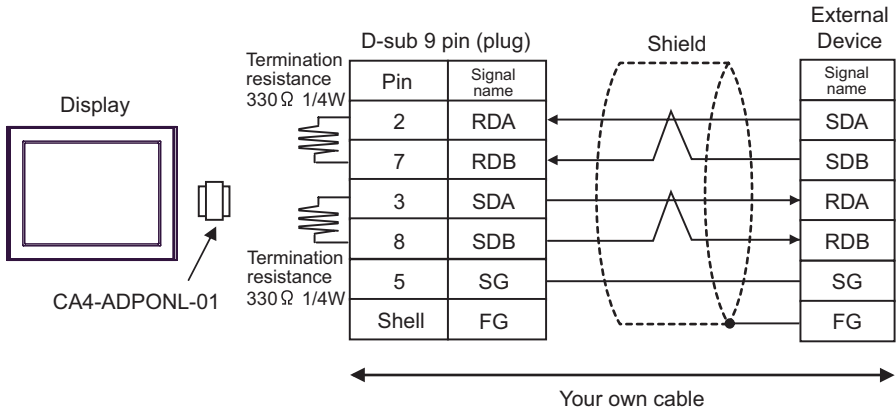 External
Device
D-sub 9 pin (plug)
Shield
Termination
resistance
330Ω 1/4W
Display
Pin
Signal
name
Signal
name
2
RDA
SDA
7
RDB
SDB
3
SDA
RDA
8
SDB
RDB
Termination
resistance
330Ω 1/4W
5
SG
SG
CA4-ADPONL-01
Shell
FG
FG
Your own cable